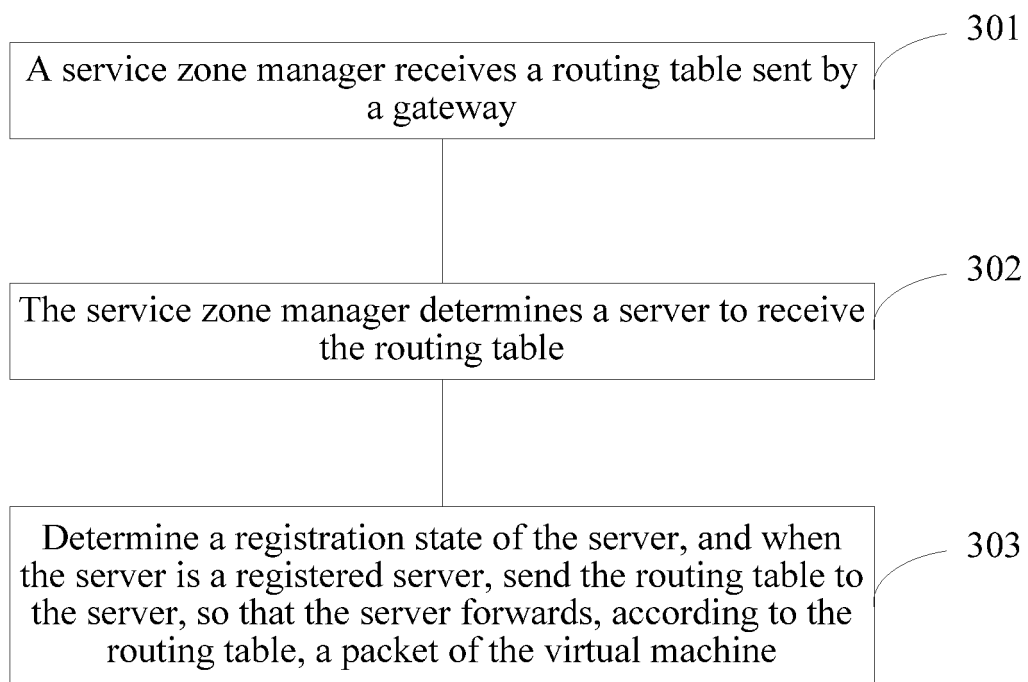 301
A service zone manager receives a routing table sent by
a gateway
302
The service zone manager determines a server to receive
the routing table
303
Determine a registration state of the server, and when
the server is a registered server, send the routing table to
the server, so that the server forwards, according to the
routing table, a packet of the virtual machine